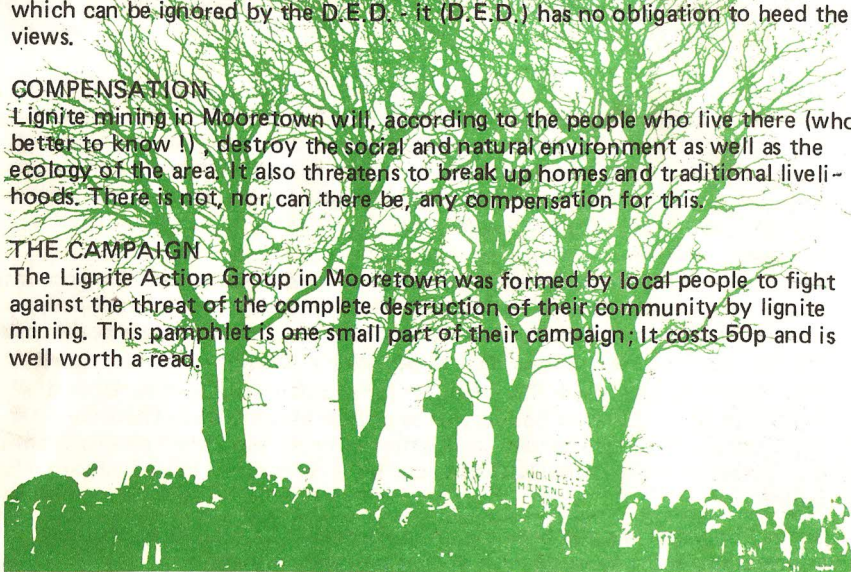 which can be ignored by the D.E.D. - it (D.E.D.) has no obligation to heed the
views.
COMPENSATION
Lignite mining in Mooretown will, according to the people who live there (who
better to know !) , destroy the social and natural environment as well as the
ecology of the area. It also threatens to break up homes and traditional liveli-
hoods. There is not, nor can there be, any compensation for this.
THE CAMPAIGN
The Lignite Action Group in Mooretown was formed by local people to fight
against the threat of the complete destruction of their community by lignite
mining. This pamphlet is one small part of their campaign; It costs 50p and is
well worth a read.
NO
MINING